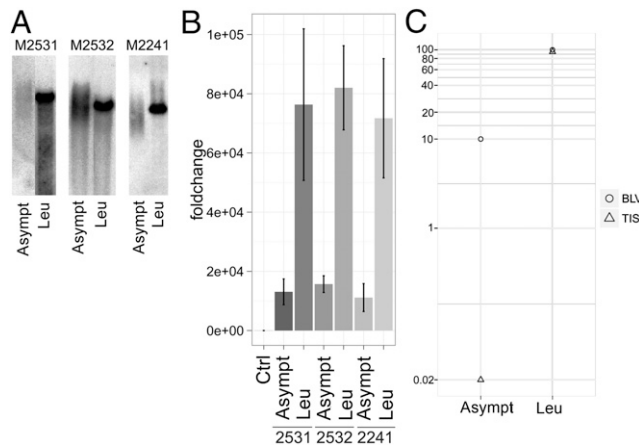 A
M2531 M2532 M2241
Asympt Leu Asympt Leu Asympt Leu
B
foldchange
1e+05
8e+04
6e+04
4e+04
2e+04
0e+00
Ctrl Asympt Leu Asympt Leu Asympt Leu
2531 2532 2241
C
100
80
60
40
20
10
1
0.02
Asympt Leu
BLV
TIS